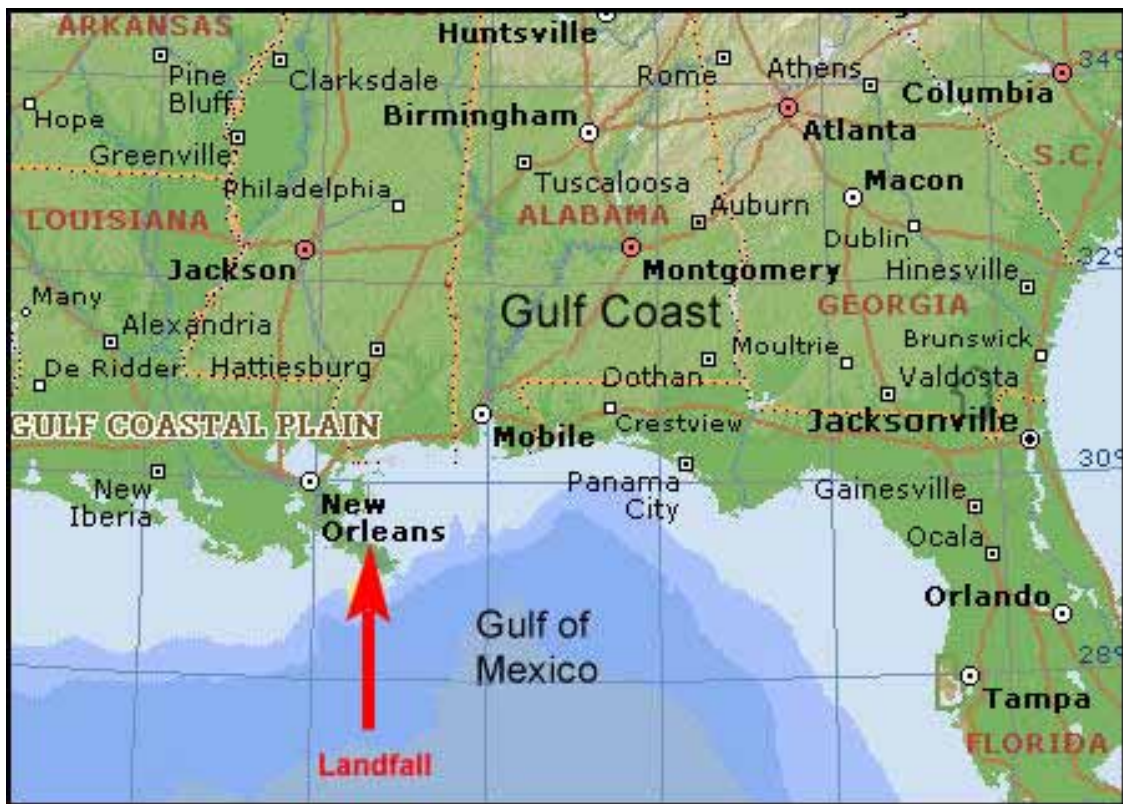 ARKANSAS
Huntsville
34°
Pine
Bluff
Clarksdale
Rome
Athens
Columbia
Hope
Birmingham
Atlanta
Greenville
S.C.
Philadelphia
Tuscaloosa
Macon
LOUISIANA
ALABAMA
Auburn
Dublin
Jackson
Montgomery
Hinesville
32°
Many
Gulf Coast
GEORGIA
Alexandria
Brunswick
De Ridder
Hattiesburg
Dothan
Moultrie
Valdosta
GULF COASTAL PLAIN
Mobile
Crestview
Jacksonville
30°
New
Iberia
New
Orleans
Panama
City
Gainesville
Ocala
Orlando
Gulf of
Mexico
28°
Tampa
FLORIDA
Landfall